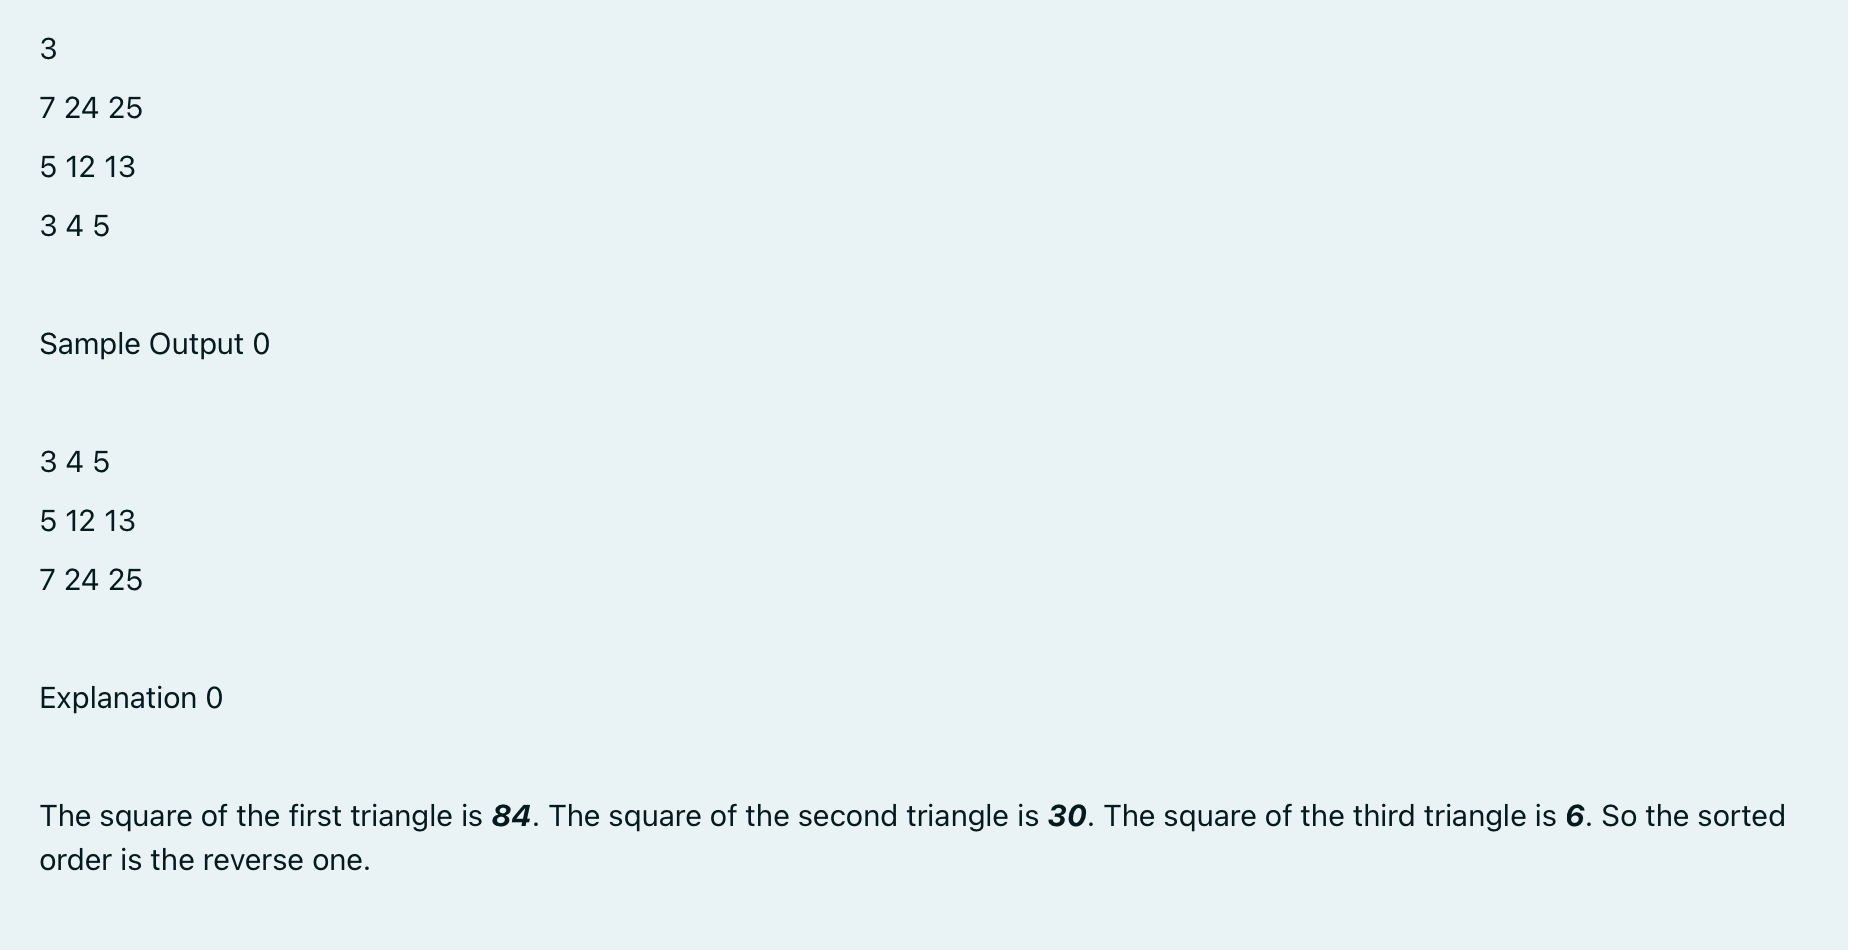 3
7 24 25
5 12 13
3 4 5
Sample Output 0
3 4 5
5 12 13
7 24 25
Explanation 0
The square of the first triangle is 84. The square of the second triangle is 30. The square of the third triangle is 6. So the sorted
order is the reverse one.